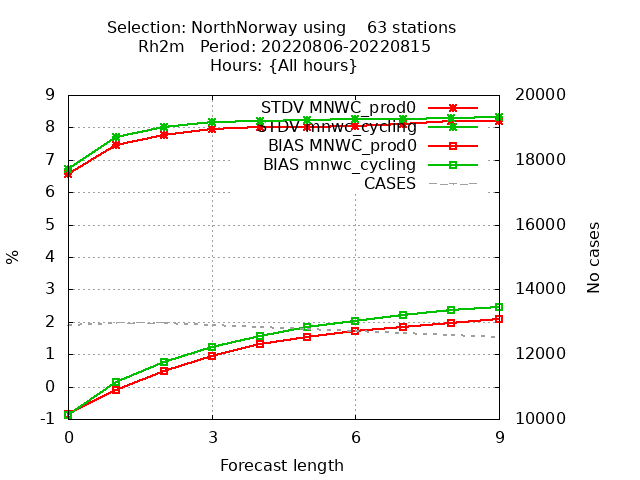 Selection: NorthNorway using    63 stations
Rh2m   Period: 20220806-20220815
Hours: {All hours}
9
8
7
6
5
4
3
2
1
0
-1
%
20000
18000
16000
14000
12000
10000
No cases
STDV MNWC_prod0
STDV mnwc_cycling
BIAS MNWC_prod0
BIAS mnwc_cycling
CASES
0
3
6
9
Forecast length